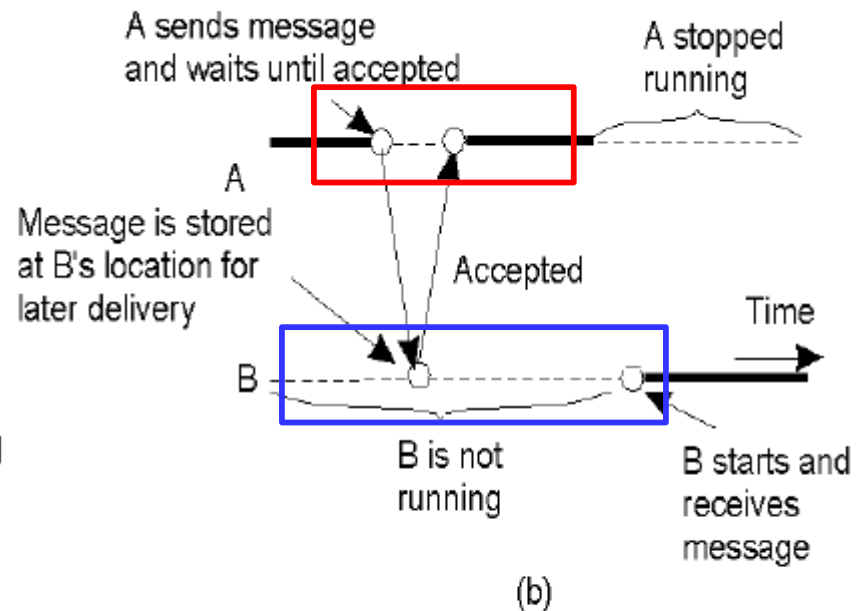 A sends message
and waits until accepted
A stopped
running
A
Message is stored
at B's location for
later delivery
Accepted
Time
B
B is not
running
B starts and
receives
message
(b)